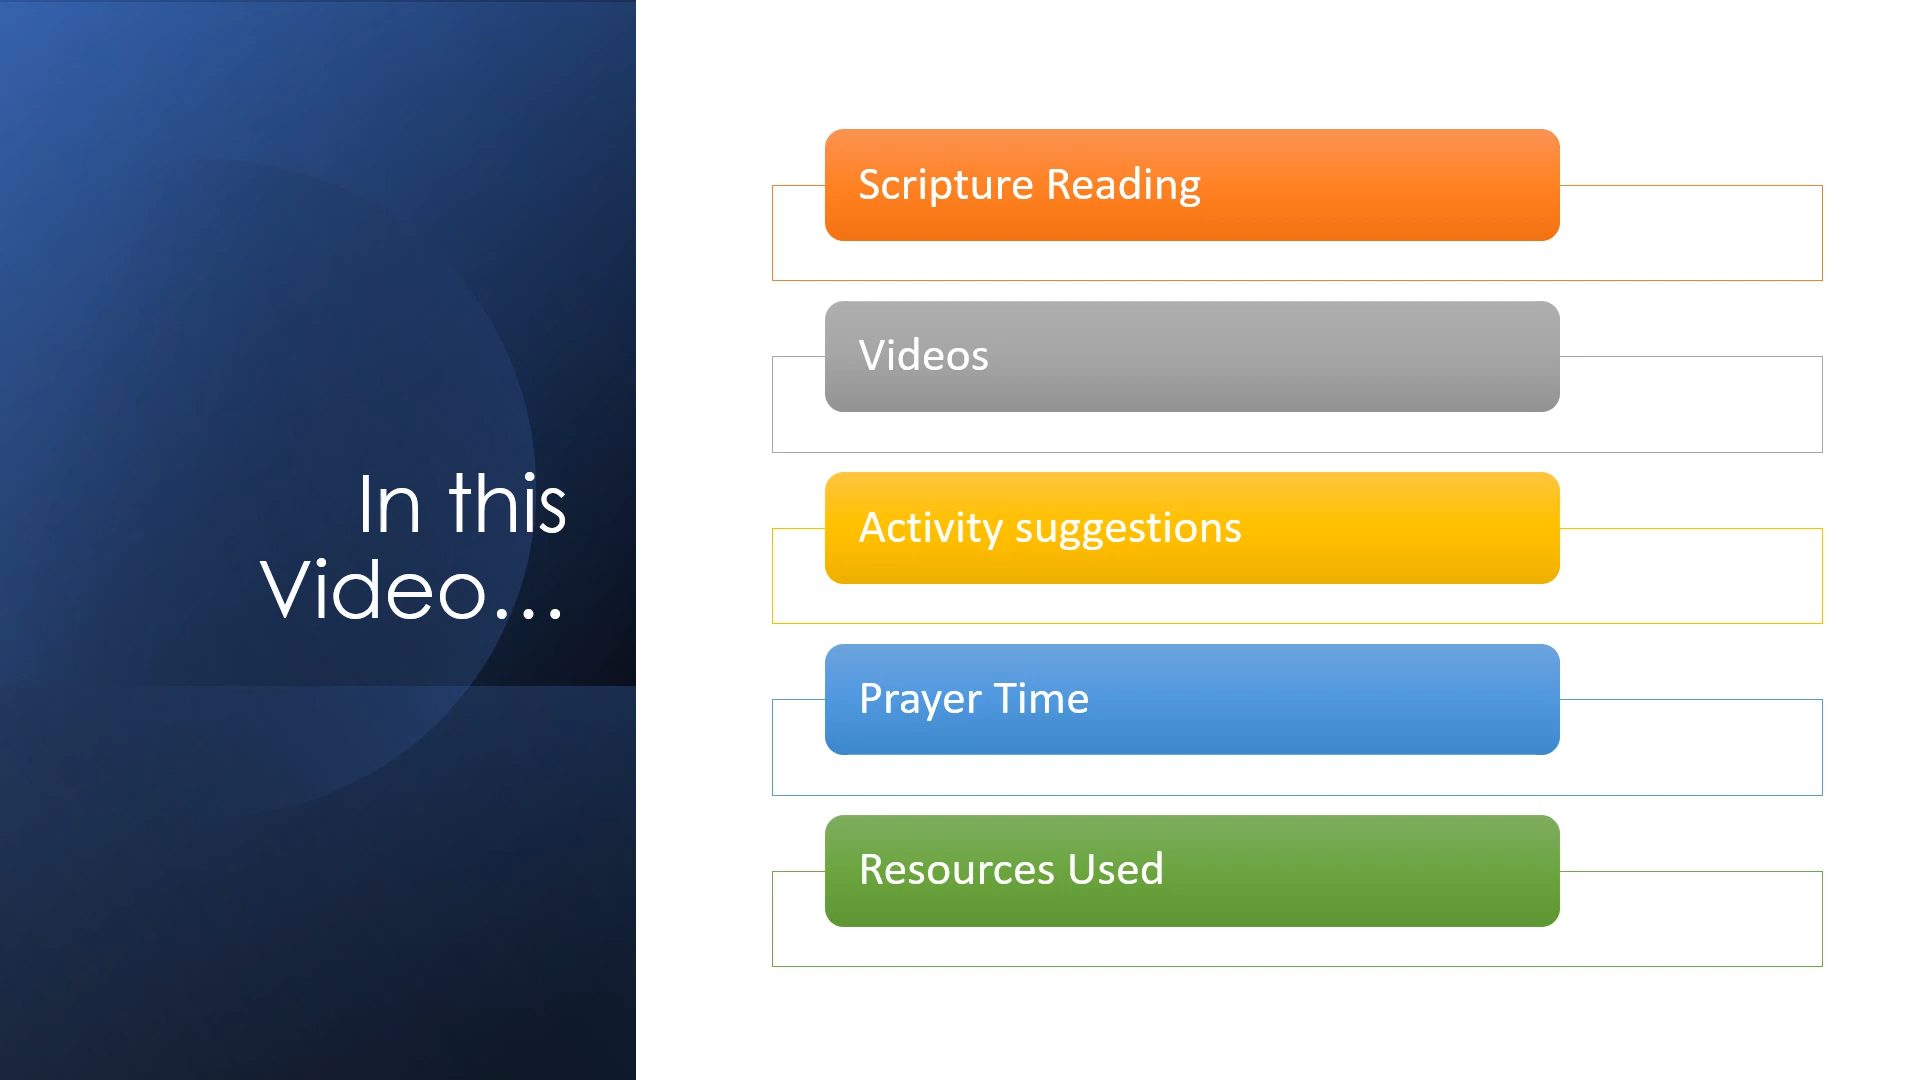 In this
Video...
Scripture Reading
Videos
Activity suggestions
Prayer Time
Resources Used